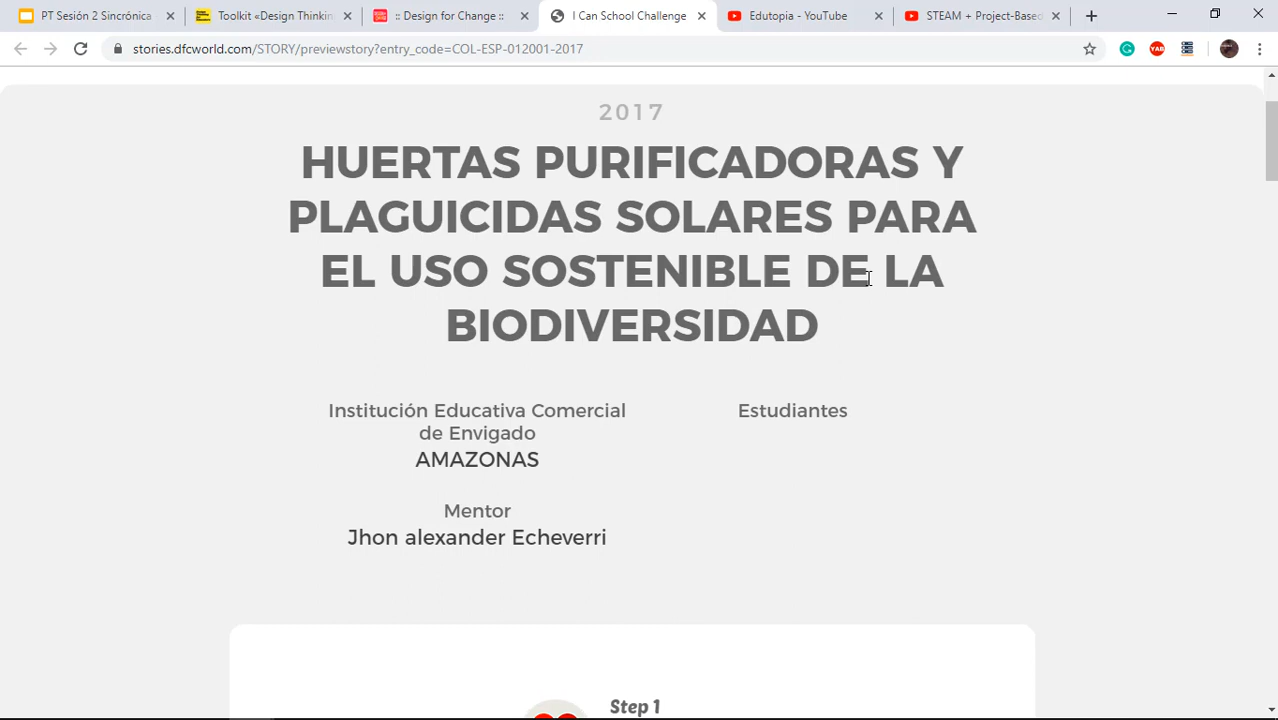 PT Sesión 2 Sincrónica -
Toolkit «Design Thinkin
:: Design for Change ::
I Can School Challenge
Edutopia - YouTube
STEAM + Project-Based
stories.dfcworld.com/STORY/previewstory?entry_code=COL-ESP-012001-2017
2017
HUERTAS PURIFICADORAS Y
PLAGUICIDAS SOLARES PARA
EL USO SOSTENIBLE DE LA
BIODIVERSIDAD
Institución Educativa Comercial
de Envigado
AMAZONAS
Estudiantes
Mentor
Jhon alexander Echeverri
Step 1